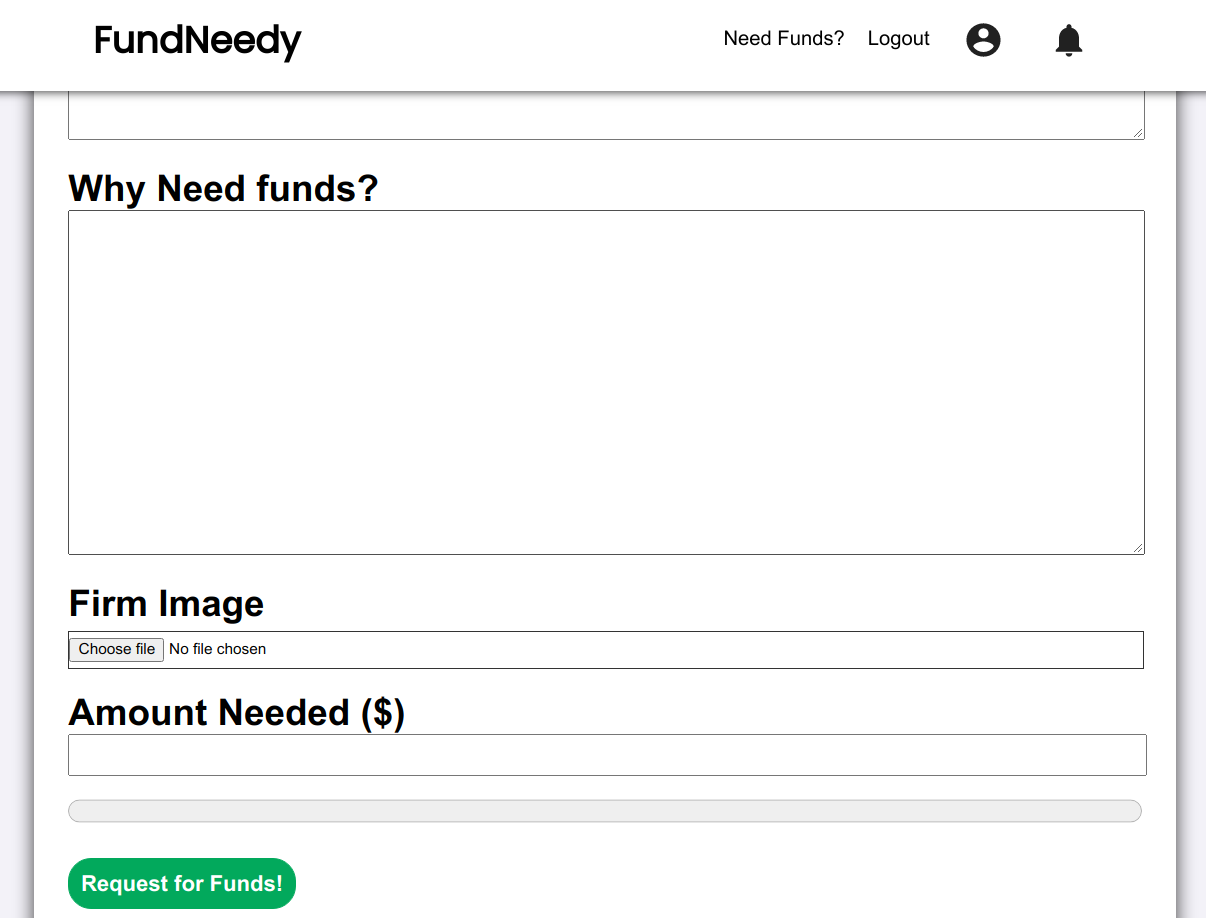 FundNeedy
Need Funds? Logout
Why Need funds?
Firm Image
Choose file No file chosen
Amount Needed ($)
Request for Funds!